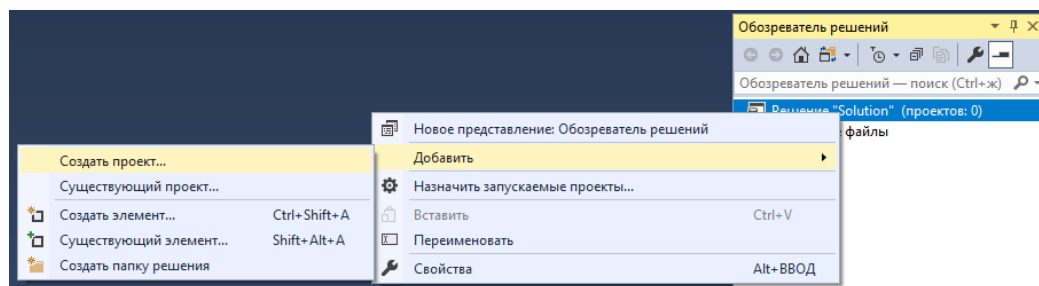 Обозреватель решений
Обозреватель решений — поиск (Ctrl+ж)
Решение "Solution" (проектов: 0)
файлы
Новое представление: Обозреватель решений
Добавить
Назначить запускаемые проекты...
Вставить Ctrl+V
Переименовать
Свойства Alt+ВВОД
Создать проект...
Существующий проект...
Создать элемент... Ctrl+Shift+A
Существующий элемент... Shift+Alt+A
Создать папку решения